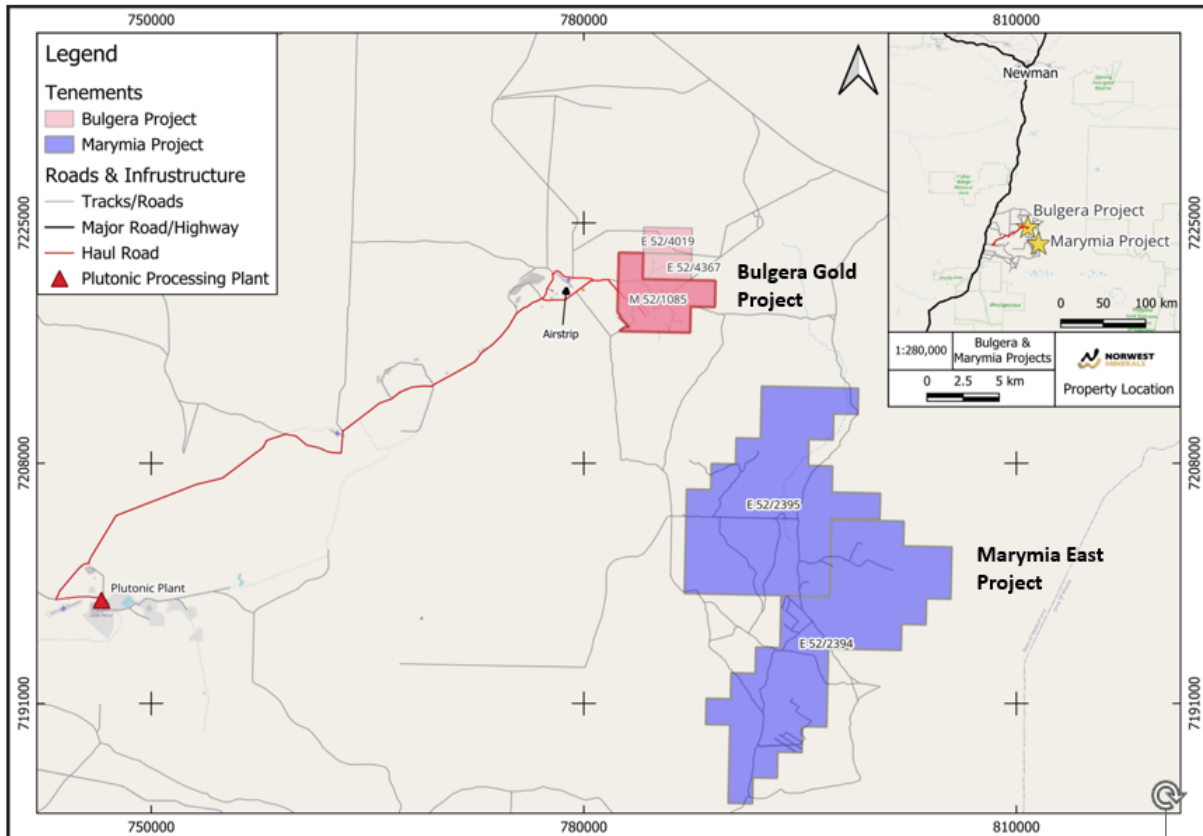 750000
780000
810000
Legend
Tenements
Bulgera Project
Marymia Project
Roads & Infrustructure
Tracks/Roads
Major Road/Highway
Haul Road
Plutonic Processing Plant
Newman
Bulgera Project
Marymia Project
0 50 100 km
1:280,000
Bulgera &
Marymia Projects
NORWEST
MINERALS
0 2.5 5 km
Property Location
7225000
7225000
E 52/4019
E 52/4367
M 52/1085
Bulgera Gold
Project
Airstrip
7208000
7208000
E 52/2395
Marymia East
Project
Plutonic Plant
E 52/2394
7191000
7191000
750000
780000
810000